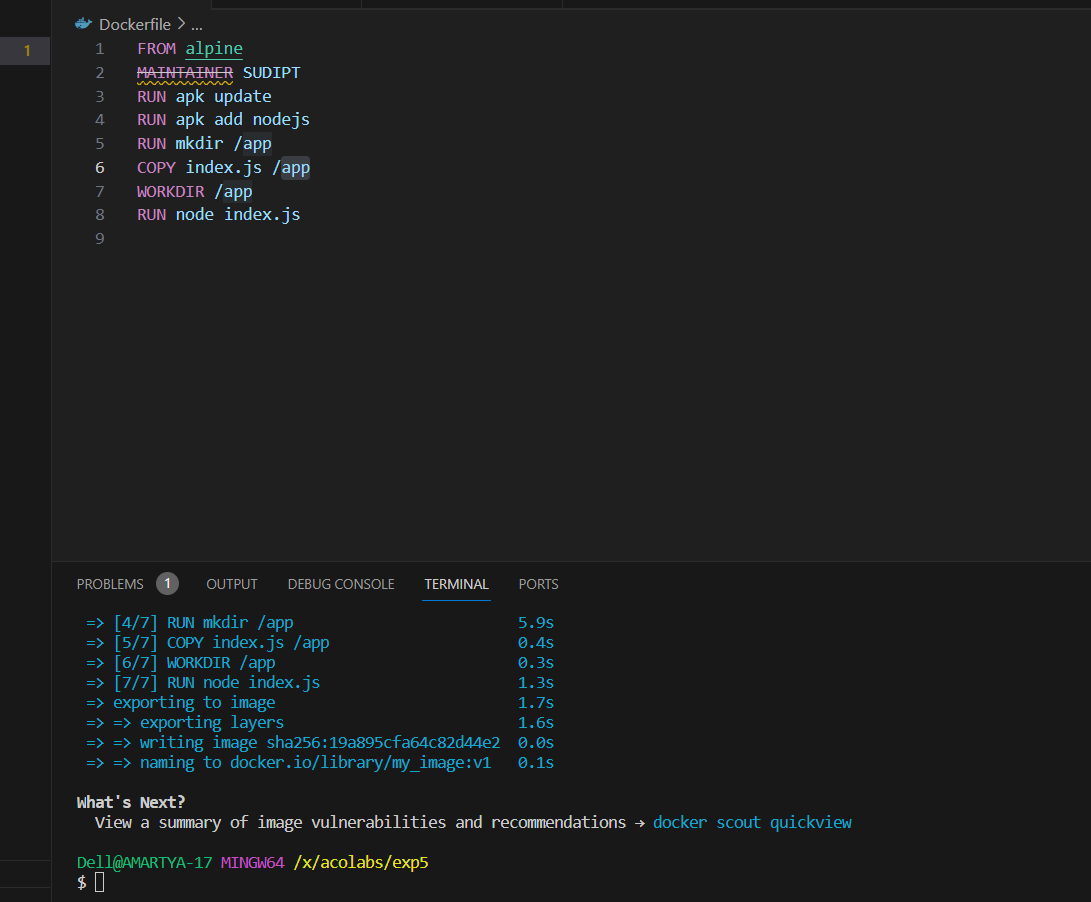 1
Dockerfile > ...
1 FROM alpine
2 MAINTAINER SUDIPT
3 RUN apk update
4 RUN apk add nodejs
5 RUN mkdir /app
6 COPY index.js /app
7 WORKDIR /app
8 RUN node index.js
9
PROBLEMS 1 OUTPUT DEBUG CONSOLE TERMINAL PORTS
=> [4/7] RUN mkdir /app 5.9s
=> [5/7] COPY index.js /app 0.4s
=> [6/7] WORKDIR /app 0.3s
=> [7/7] RUN node index.js 1.3s
=> exporting to image 1.7s
=> => exporting layers 1.6s
=> => writing image sha256:19a895cfa64c82d44e2 0.0s
=> => naming to docker.io/library/my_image:v1 0.1s
What's Next?
View a summary of image vulnerabilities and recommendations → docker scout quickview
Dell@AMARTYA-17 MINGW64 /x/acolabs/exp5
$